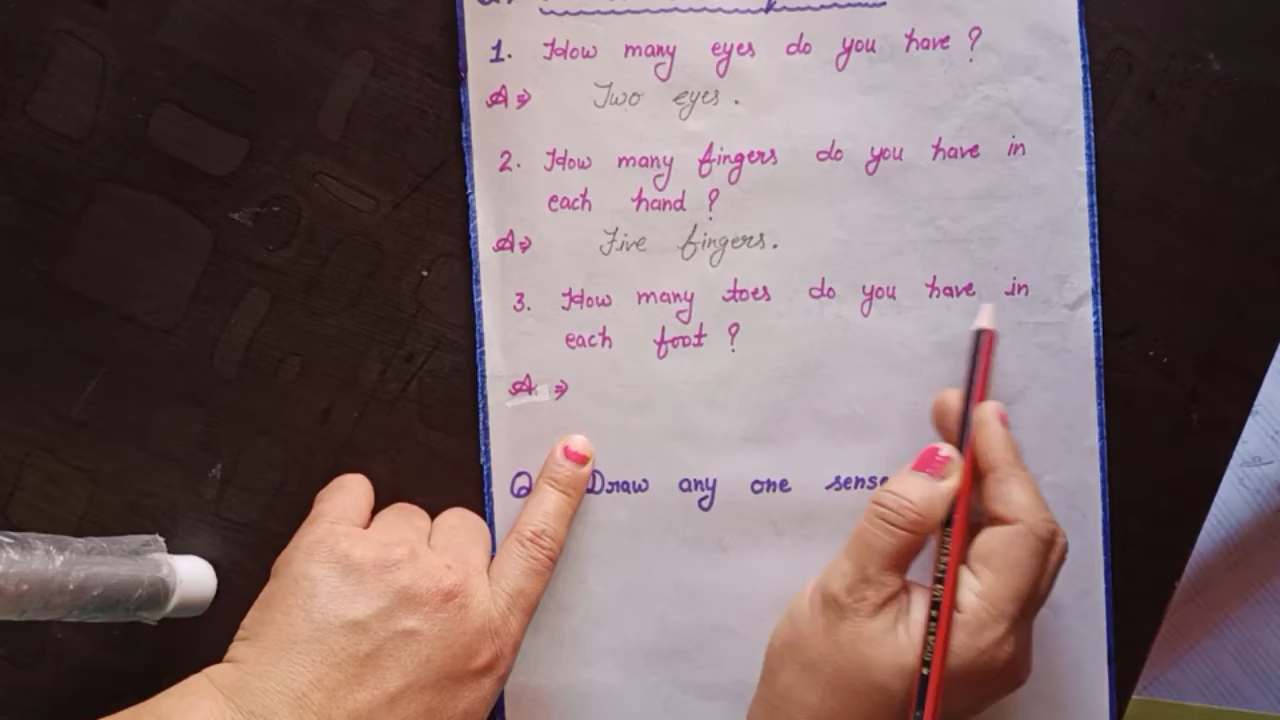 1. How many eyes do you have ?
A ⇒ Two eyes .
2. How many fingers do you have in
each hand ?
A ⇒ Five fingers .
3. How many toes do you have in
each foot ?
A. ⇒
Q Draw any one sense